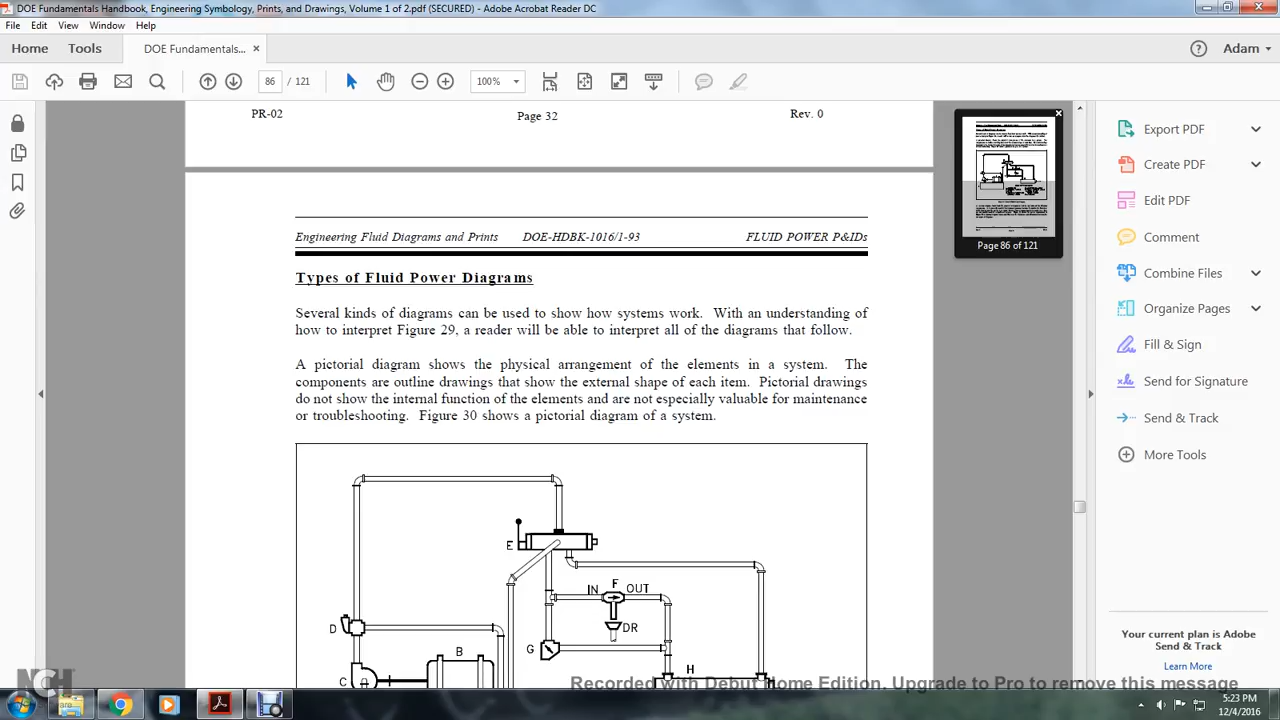 DOE Fundamentals Handbook, Engineering Symbology, Prints, and Drawings, Volume 1 of 2.pdf (SECURED) - Adobe Acrobat Reader DC
File Edit View Window Help
Home Tools DOE Fundamentals... × Adam
86 / 121 100%
PR-02 Page 32 Rev. 0
Engineering Fluid Diagrams and Prints DOE-HDBK-1016/1-93 FLUID POWER P&IDs
Types of Fluid Power Diagrams
Several kinds of diagrams can be used to show how systems work. With an understanding of
how to interpret Figure 29, a reader will be able to interpret all of the diagrams that follow.
A pictorial diagram shows the physical arrangement of the elements in a system. The
components are outline drawings that show the external shape of each item. Pictorial drawings
do not show the internal function of the elements and are not especially valuable for maintenance
or troubleshooting. Figure 30 shows a pictorial diagram of a system.
E
IN F OUT
D
DR
G
B
C
H
Page 86 of 121
Export PDF
Create PDF
Edit PDF
Comment
Combine Files
Organize Pages
Fill & Sign
Send for Signature
Send & Track
More Tools
Your current plan is Adobe
Send & Track
Learn More
NCH
Recorded with Debut Home Edition. Upgrade to Pro to remove this message
5:23 PM
12/4/2016